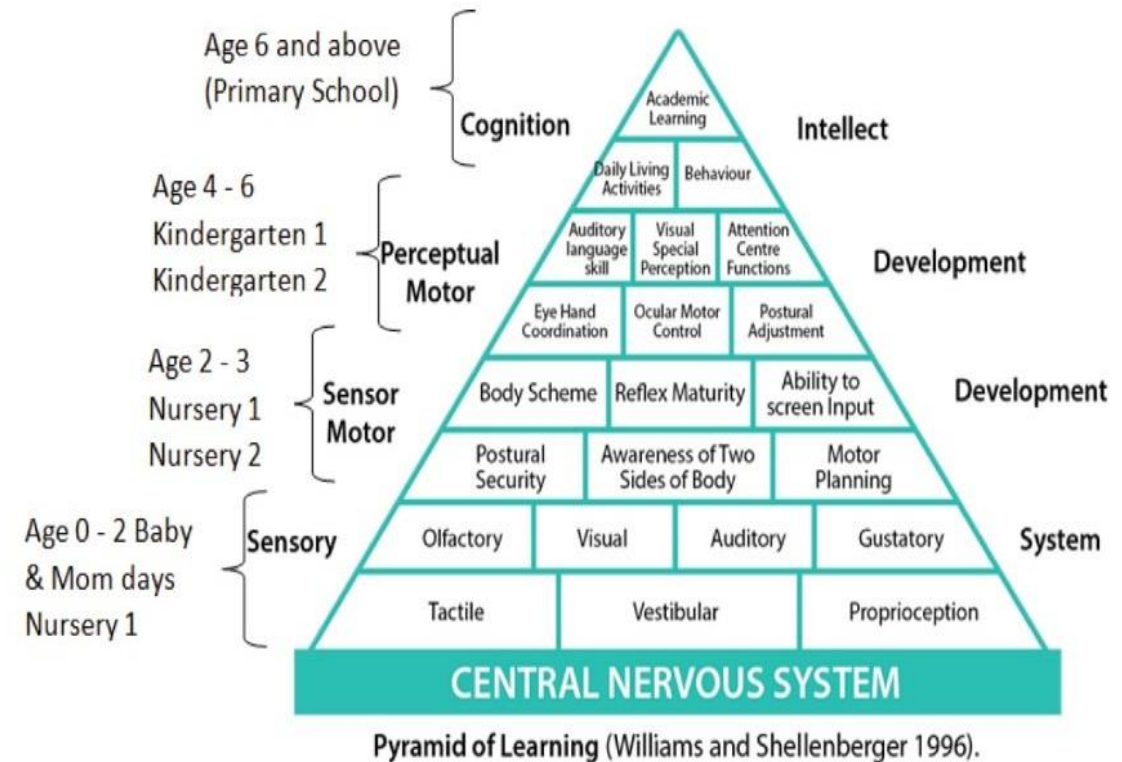 Age 6 and above
(Primary School)
Cognition
Academic
Learning
Intellect
Daily Living
Activities
Behaviour
Age 4 - 6
Kindergarten 1
Kindergarten 2
Perceptual
Motor
Auditory
language
skill
Visual
Special
Perception
Attention
Centre
Functions
Development
Eye Hand
Coordination
Ocular Motor
Control
Postural
Adjustment
Age 2 - 3
Nursery 1
Nursery 2
Sensor
Motor
Body Scheme
Reflex Maturity
Ability to
screen Input
Development
Postural
Security
Awareness of Two
Sides of Body
Motor
Planning
Age 0 - 2 Baby
& Mom days
Nursery 1
Sensory
Olfactory
Visual
Auditory
Gustatory
System
Tactile
Vestibular
Proprioception
CENTRAL NERVOUS SYSTEM
Pyramid of Learning (Williams and Shellenberger 1996).